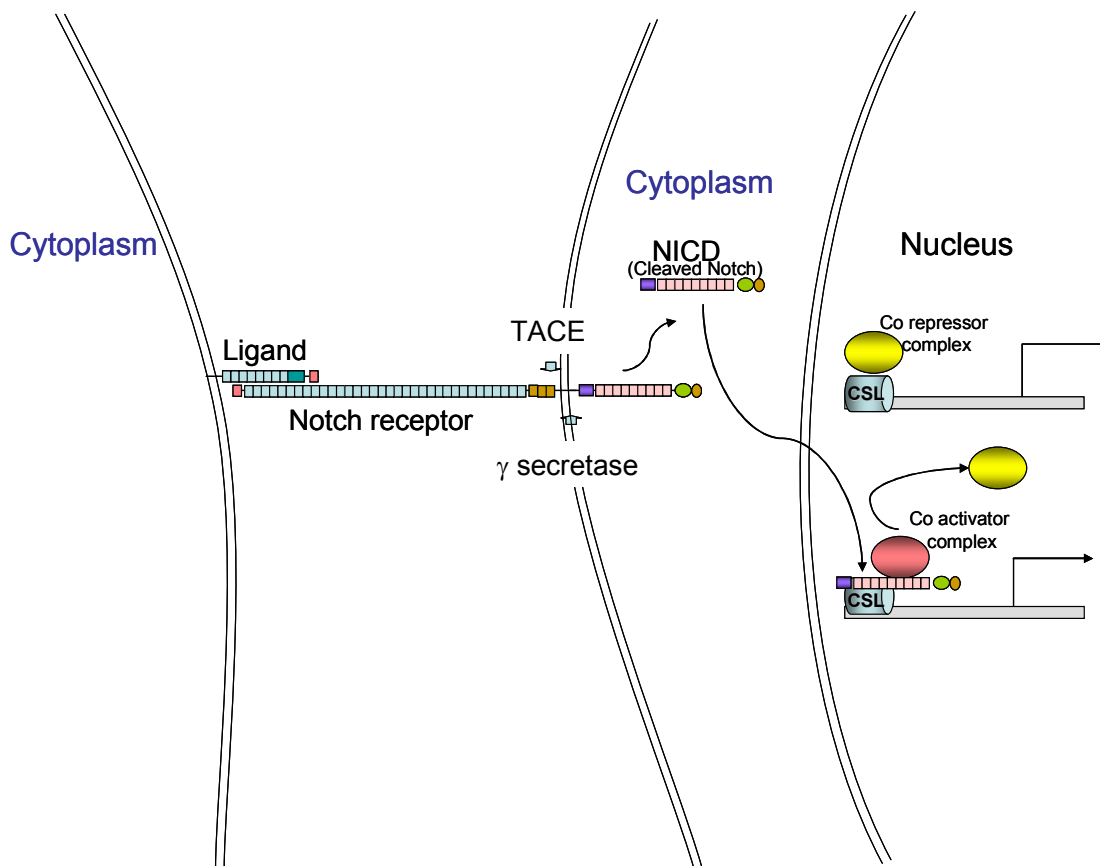 Cytoplasm
Cytoplasm
NICD
(Cleaved Notch)
Nucleus
TACE
Ligand
Notch receptor
γ secretase
Co repressor
complex
CSL
Co activator
complex
CSL